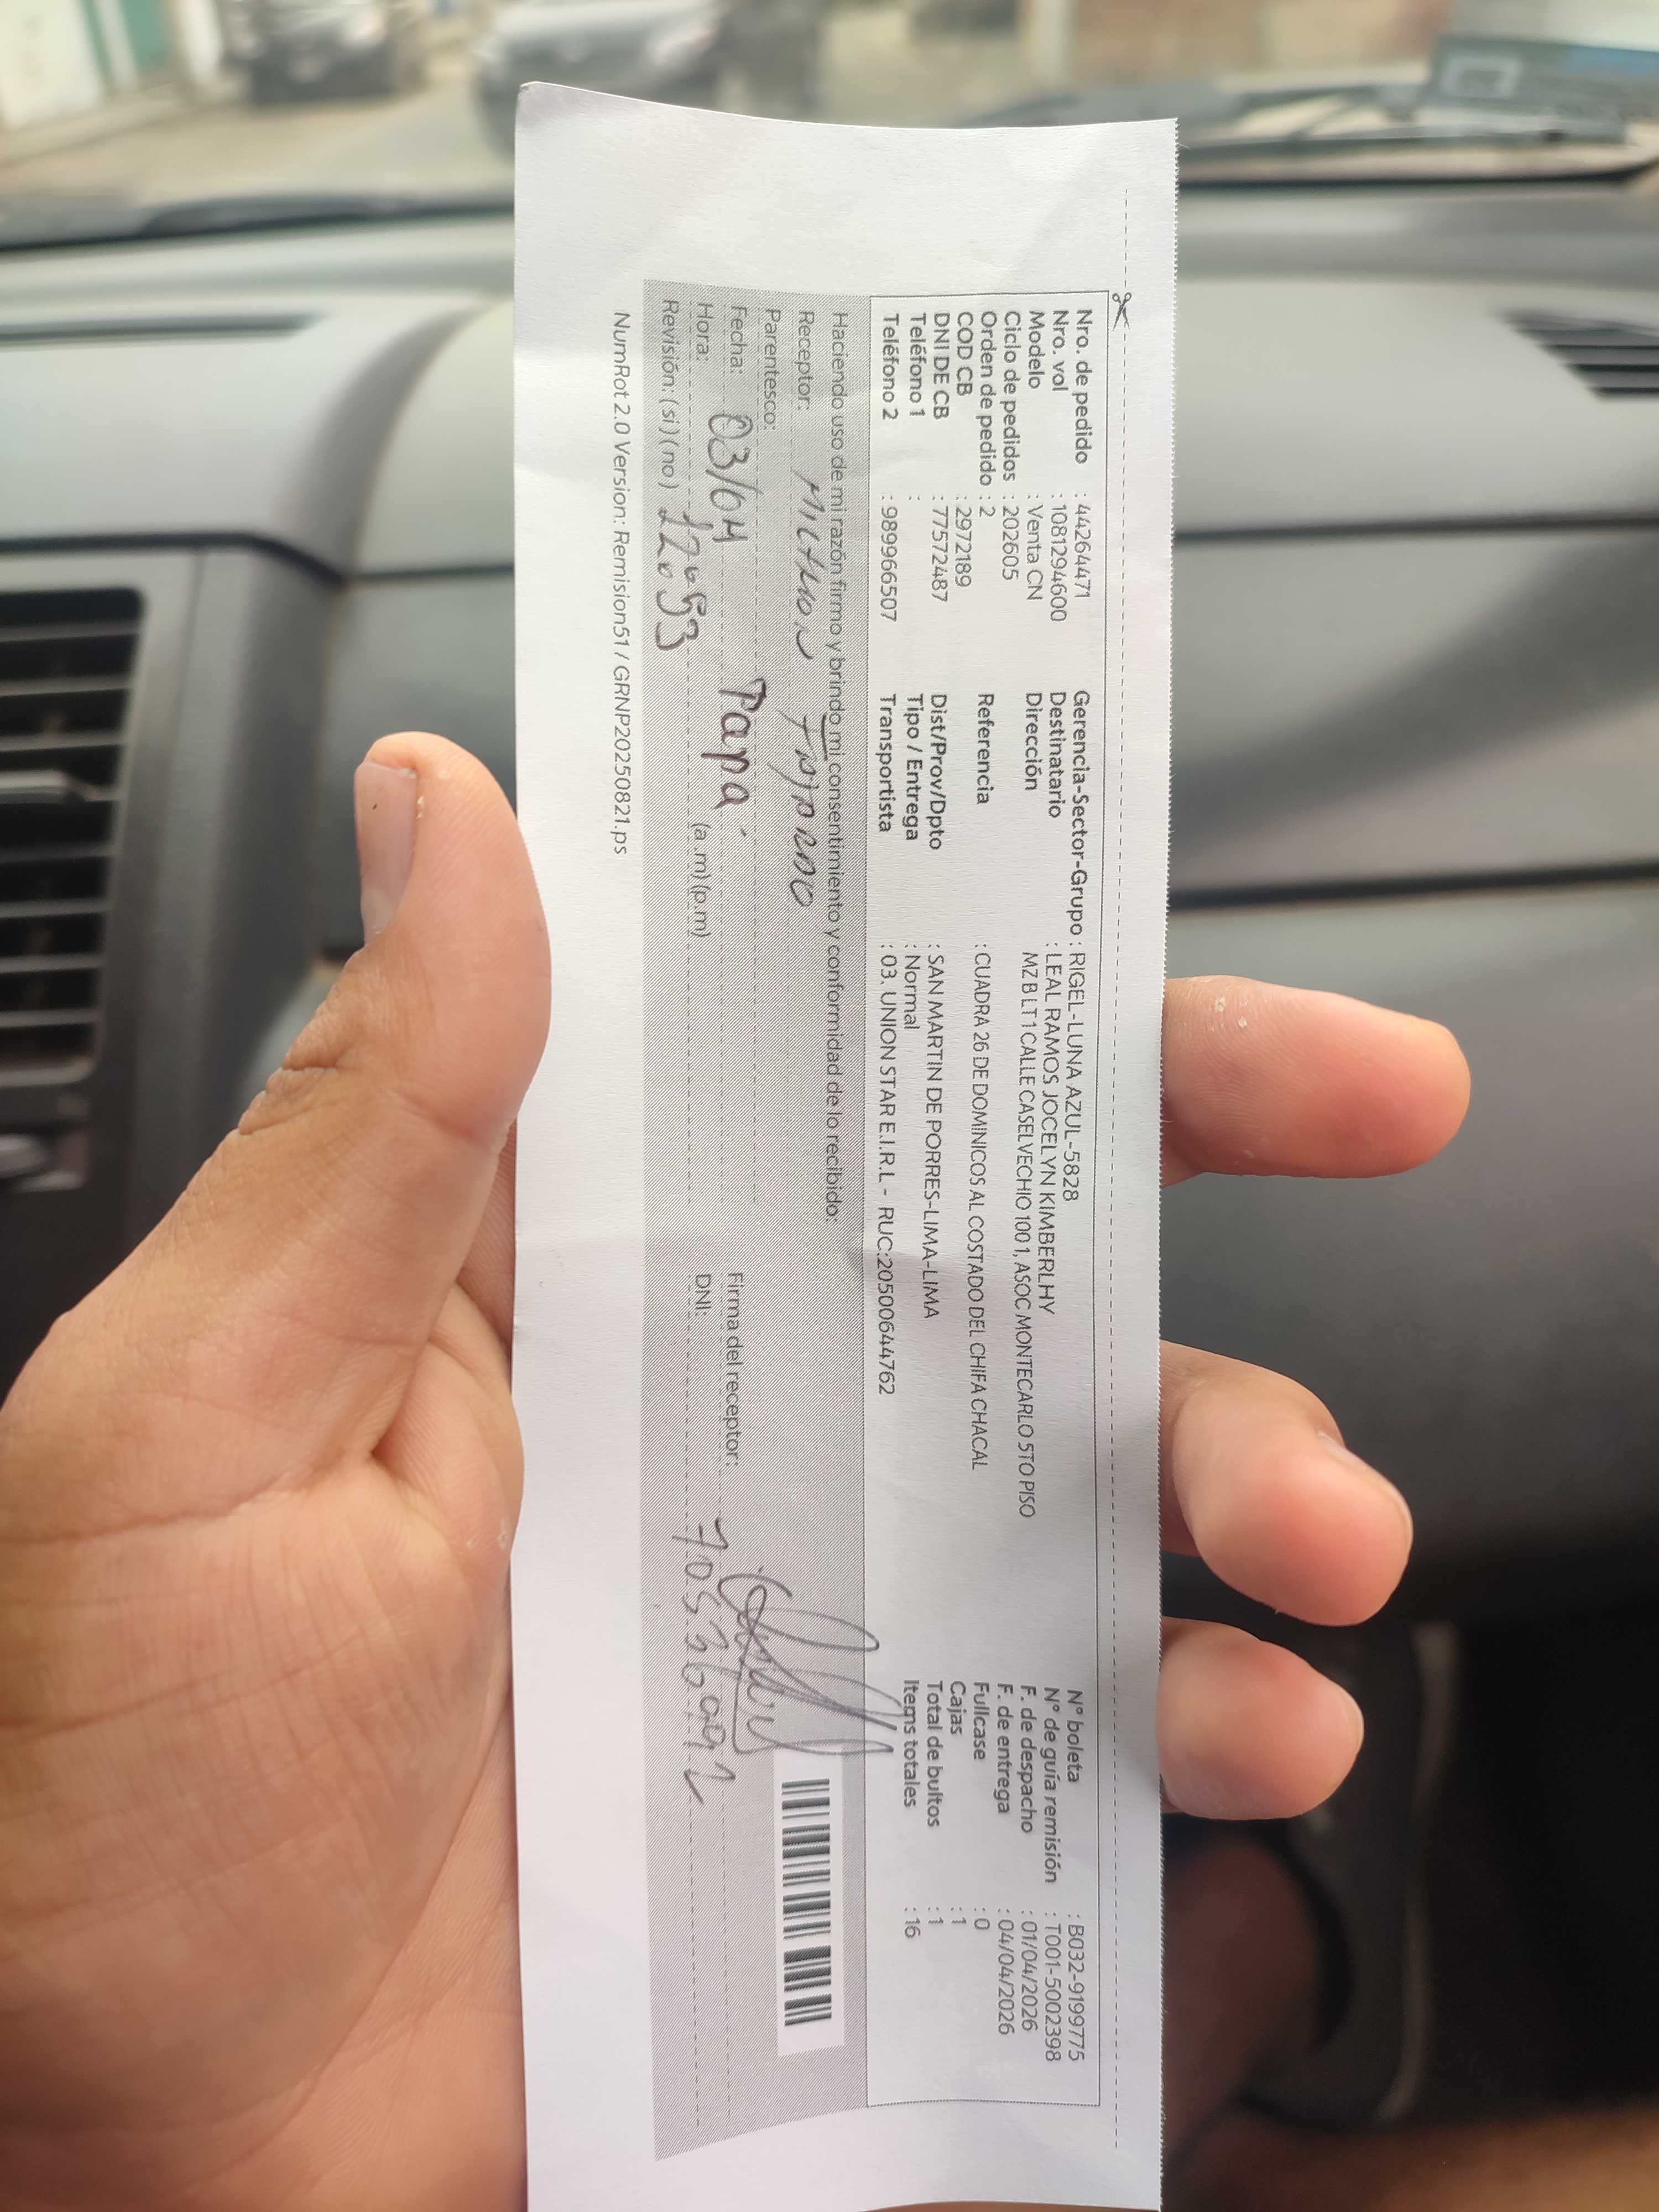 Nro. de pedido : 44264471
Nro. vol : 1081294600
Modelo : Venta CN
Ciclo de pedidos : 202605
Orden de pedido : 2
COD CB : 2972189
DNI DE CB : 77572487
Teléfono 1 :
Teléfono 2 : 989966507
Gerencia-Sector-Grupo : RIGEL-LUNA AZUL-5828
Destinatario : LEAL RAMOS JOCELYN KIMBERLHY
Dirección MZ B LT 1 CALLE CASELVECHIO 1001, ASOC MONTECARLO 5TO PISO
Referencia : CUADRA 26 DE DOMINICOS AL COSTADO DEL CHIFA CHACAL
Dist/Prov/Dpto : SAN MARTIN DE PORRES-LIMA-LIMA
Tipo / Entrega : Normal
Transportista : 03. UNION STAR E.I.R.L - RUC:20500644762
N° boleta : B032-9199775
N° de guía remisión : T001-5002398
F. de despacho : 01/04/2026
F. de entrega : 04/04/2026
Fullcase : 0
Cajas : 1
Total de bultos : 1
Items totales : 16
Haciendo uso de mi razón firmo y brindo mi consentimiento y conformidad de lo recibido:
Receptor:
Parentesco: Papá
Fecha: 03/04
Hora: 12:53 (a.m) (p.m)
Revisión: ( si ) ( no )
Firma del receptor:
DNI:
NumRot 2.0 Version: Remision51 / GRNP20250821.ps